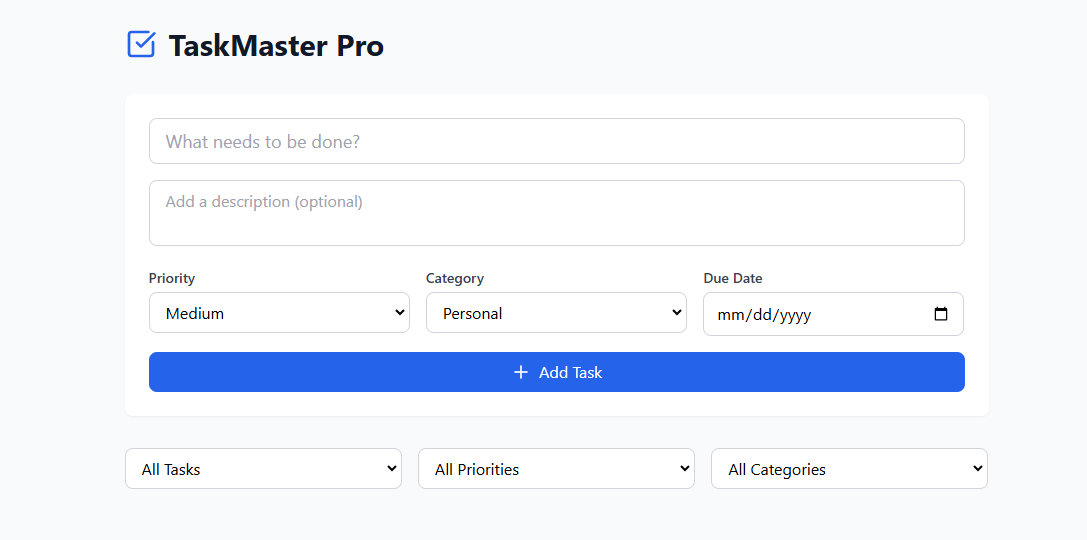 TaskMaster Pro
What needs to be done?
Add a description (optional)
Priority Category Due Date
Medium Personal mm/dd/yyyy
Add Task
All Tasks All Priorities All Categories